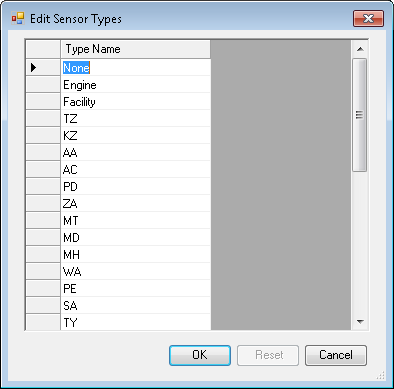 Edit Sensor Types
Type Name
None
Engine
Facility
TZ
KZ
AA
AC
PD
ZA
MT
MD
MH
WA
PE
SA
TY
OK
Reset
Cancel